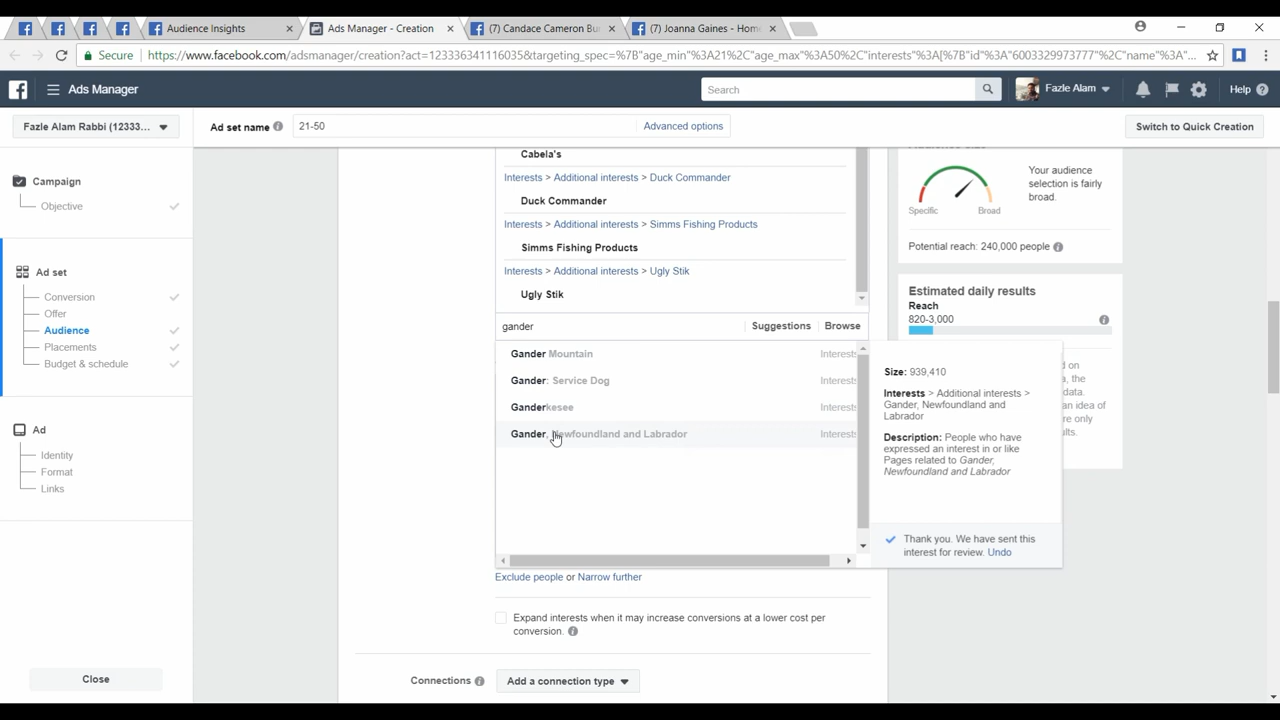 Audience Insights
Ads Manager - Creation
(7) Candace Cameron Bu
(7) Joanna Gaines - Hom
Secure
https://www.facebook.com/adsmanager/creation?act=1233363411116035&targeting_spec=%7B"age_min"%3A21%2C"age_max"%3A50%2C"interests"%3A[%7B"id"%3A"6003329973777"%2C"name"%3A"...
Ads Manager
Search
Fazle Alam
Help
Fazle Alam Rabbi (12333...
Ad set name
21-50
Advanced options
Switch to Quick Creation
Campaign
Objective
Ad set
Conversion
Offer
Audience
Placements
Budget & schedule
Ad
Identity
Format
Links
Close
Cabela's
Interests > Additional interests > Duck Commander
Duck Commander
Interests > Additional interests > Simms Fishing Products
Simms Fishing Products
Interests > Additional interests > Ugly Stik
Ugly Stik
gander
Suggestions
Browse
Gander Mountain
Interests
Gander: Service Dog
Interests
Ganderkesee
Interests
Gander, Newfoundland and Labrador
Interests
Exclude people or Narrow further
Expand interests when it may increase conversions at a lower cost per
conversion.
Connections
Add a connection type
Your audience
selection is fairly
broad.
Specific
Broad
Potential reach: 240,000 people
Estimated daily results
Reach
820-3,000
d on
a, the
data.
an idea of
re only
ults.
Size: 939,410
Interests > Additional interests >
Gander, Newfoundland and
Labrador
Description: People who have
expressed an interest in or like
Pages related to Gander,
Newfoundland and Labrador
Thank you. We have sent this
interest for review. Undo